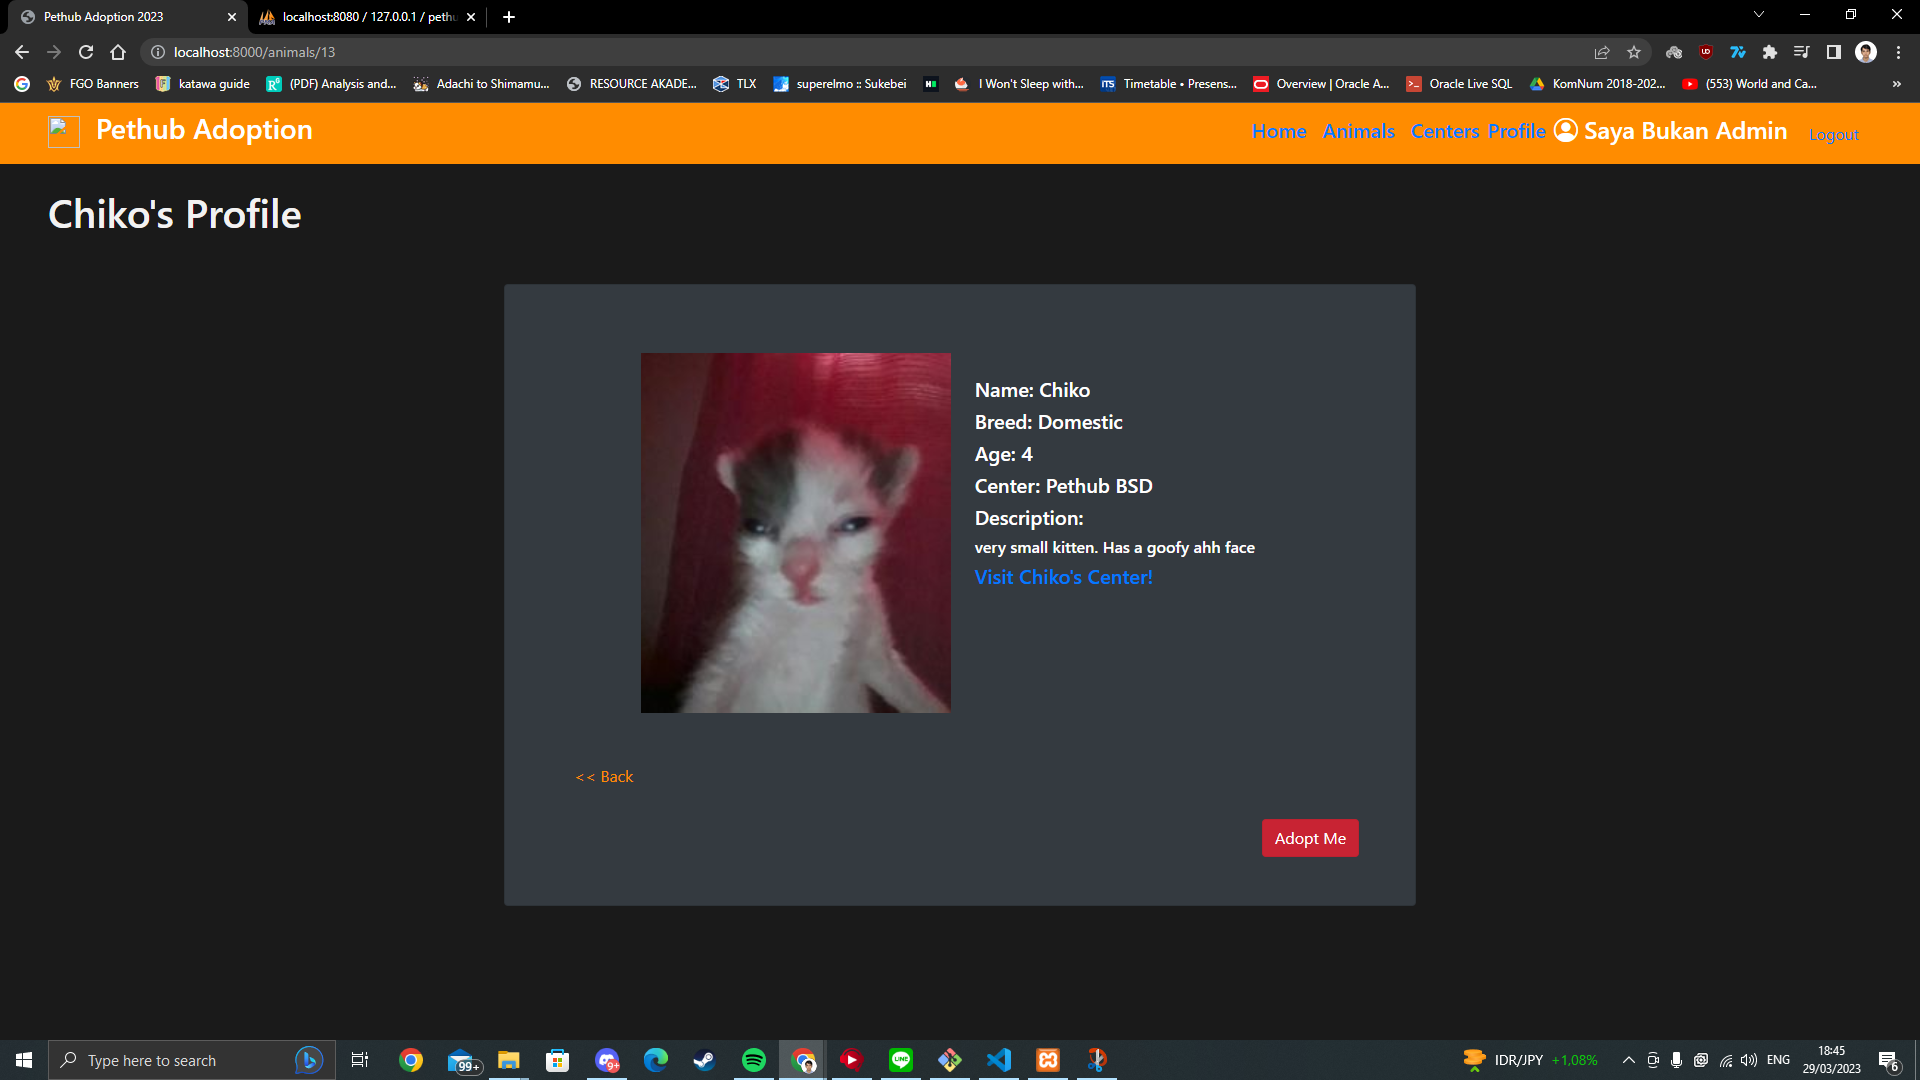 Pethub Adoption 2023
localhost:8080 / 127.0.0.1 / pethu
localhost:8000/animals/13
FGO Banners
katawa guide
(PDF) Analysis and...
Adachi to Shimamu...
RESOURCE AKADE...
TLX
superelmo :: Sukebei
I Won't Sleep with...
Timetable • Presens...
Overview | Oracle A...
Oracle Live SQL
KomNum 2018-202...
(553) World and Ca...
»
Pethub Adoption
Home Animals Centers Profile Saya Bukan Admin Logout
Chiko's Profile
Name: Chiko
Breed: Domestic
Age: 4
Center: Pethub BSD
Description:
very small kitten. Has a goofy ahh face
Visit Chiko's Center!
<< Back
Adopt Me
Type here to search
99+
9+
LINE
IDR/JPY +1,08%
ENG
18:45
29/03/2023
6